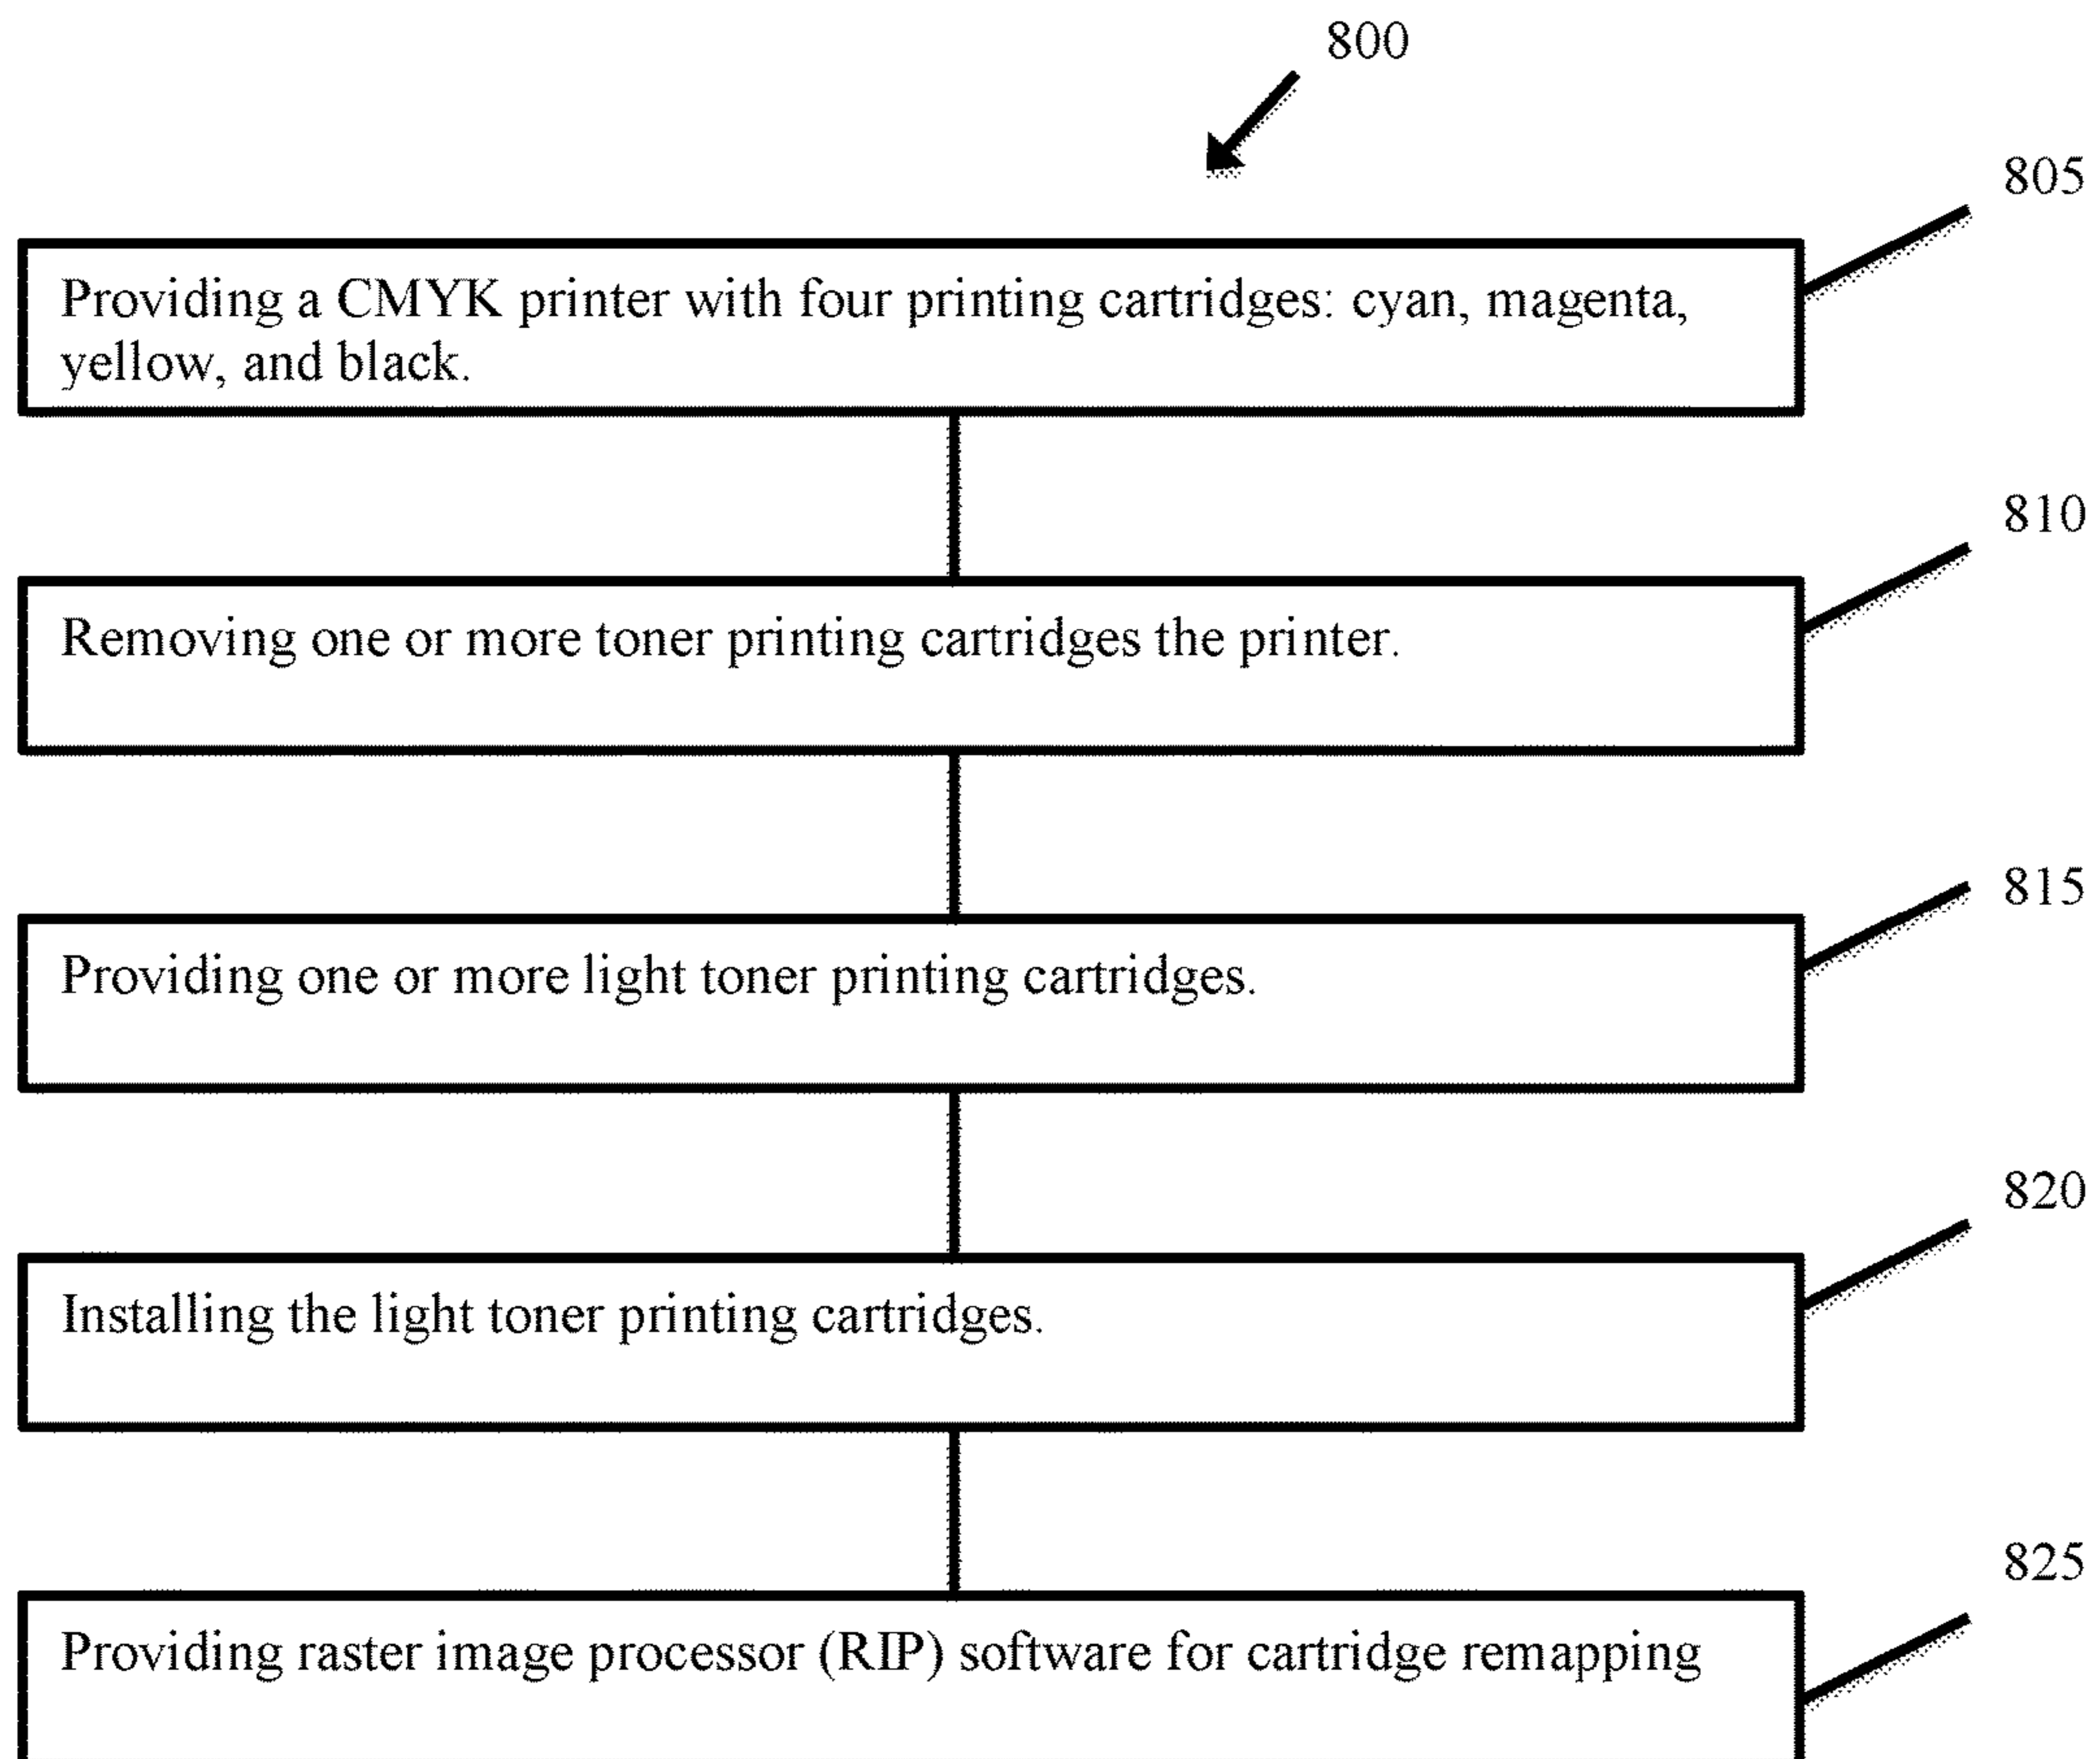 800
805
Providing a CMYK printer with four printing cartridges: cyan, magenta,
yellow, and black.
810
Removing one or more toner printing cartridges the printer.
815
Providing one or more light toner printing cartridges.
820
Installing the light toner printing cartridges.
825
Providing raster image processor (RIP) software for cartridge remapping